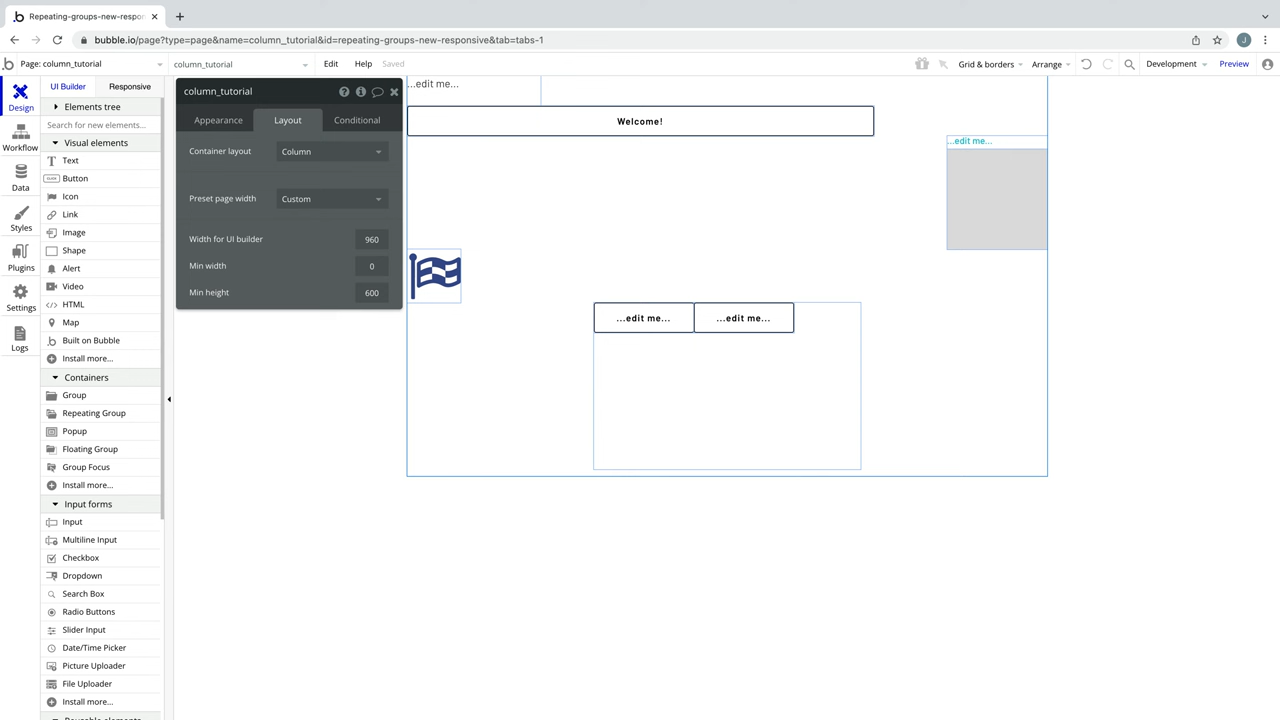 Repeating-groups-new-respon
bubble.io/page?type=page&name=column_tutorial&id=repeating-groups-new-responsive&tab=tabs-1
J
Page: column_tutorial
column_tutorial
Edit
Help
Saved
Grid & borders
Arrange
Development
Preview
Design
Workflow
Data
Styles
Plugins
Settings
Logs
UI Builder
Responsive
Elements tree
Search for new elements...
Visual elements
Text
CLICK
Button
Icon
Link
Image
Shape
Alert
Video
HTML
Map
Built on Bubble
Install more...
Containers
Group
Repeating Group
Popup
Floating Group
Group Focus
Install more...
Input forms
Input
Multiline Input
Checkbox
Dropdown
Search Box
Radio Buttons
Slider Input
Date/Time Picker
Picture Uploader
File Uploader
Install more...
Reusable elements
column_tutorial
Appearance
Layout
Conditional
Container layout
Column
Preset page width
Custom
Width for UI builder
960
Min width
0
Min height
600
...edit me...
Welcome!
...edit me...
...edit me...
...edit me...